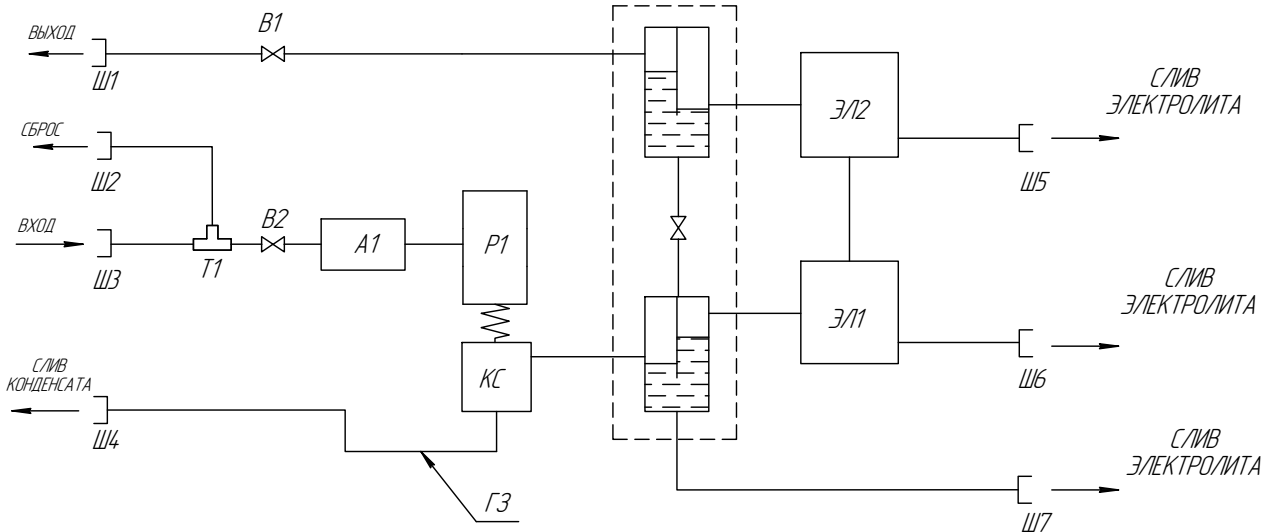 ВЫХОД
Ш1
В1
СБРОС
Ш2
ВХОД
Ш3
Т1
В2
А1
Р1
КС
СЛИВ
КОНДЕНСАТА
Ш4
ГЗ
ЭЛ2
Ш5
СЛИВ
ЭЛЕКТРОЛИТА
ЭЛ1
Ш6
СЛИВ
ЭЛЕКТРОЛИТА
Ш7
СЛИВ
ЭЛЕКТРОЛИТА